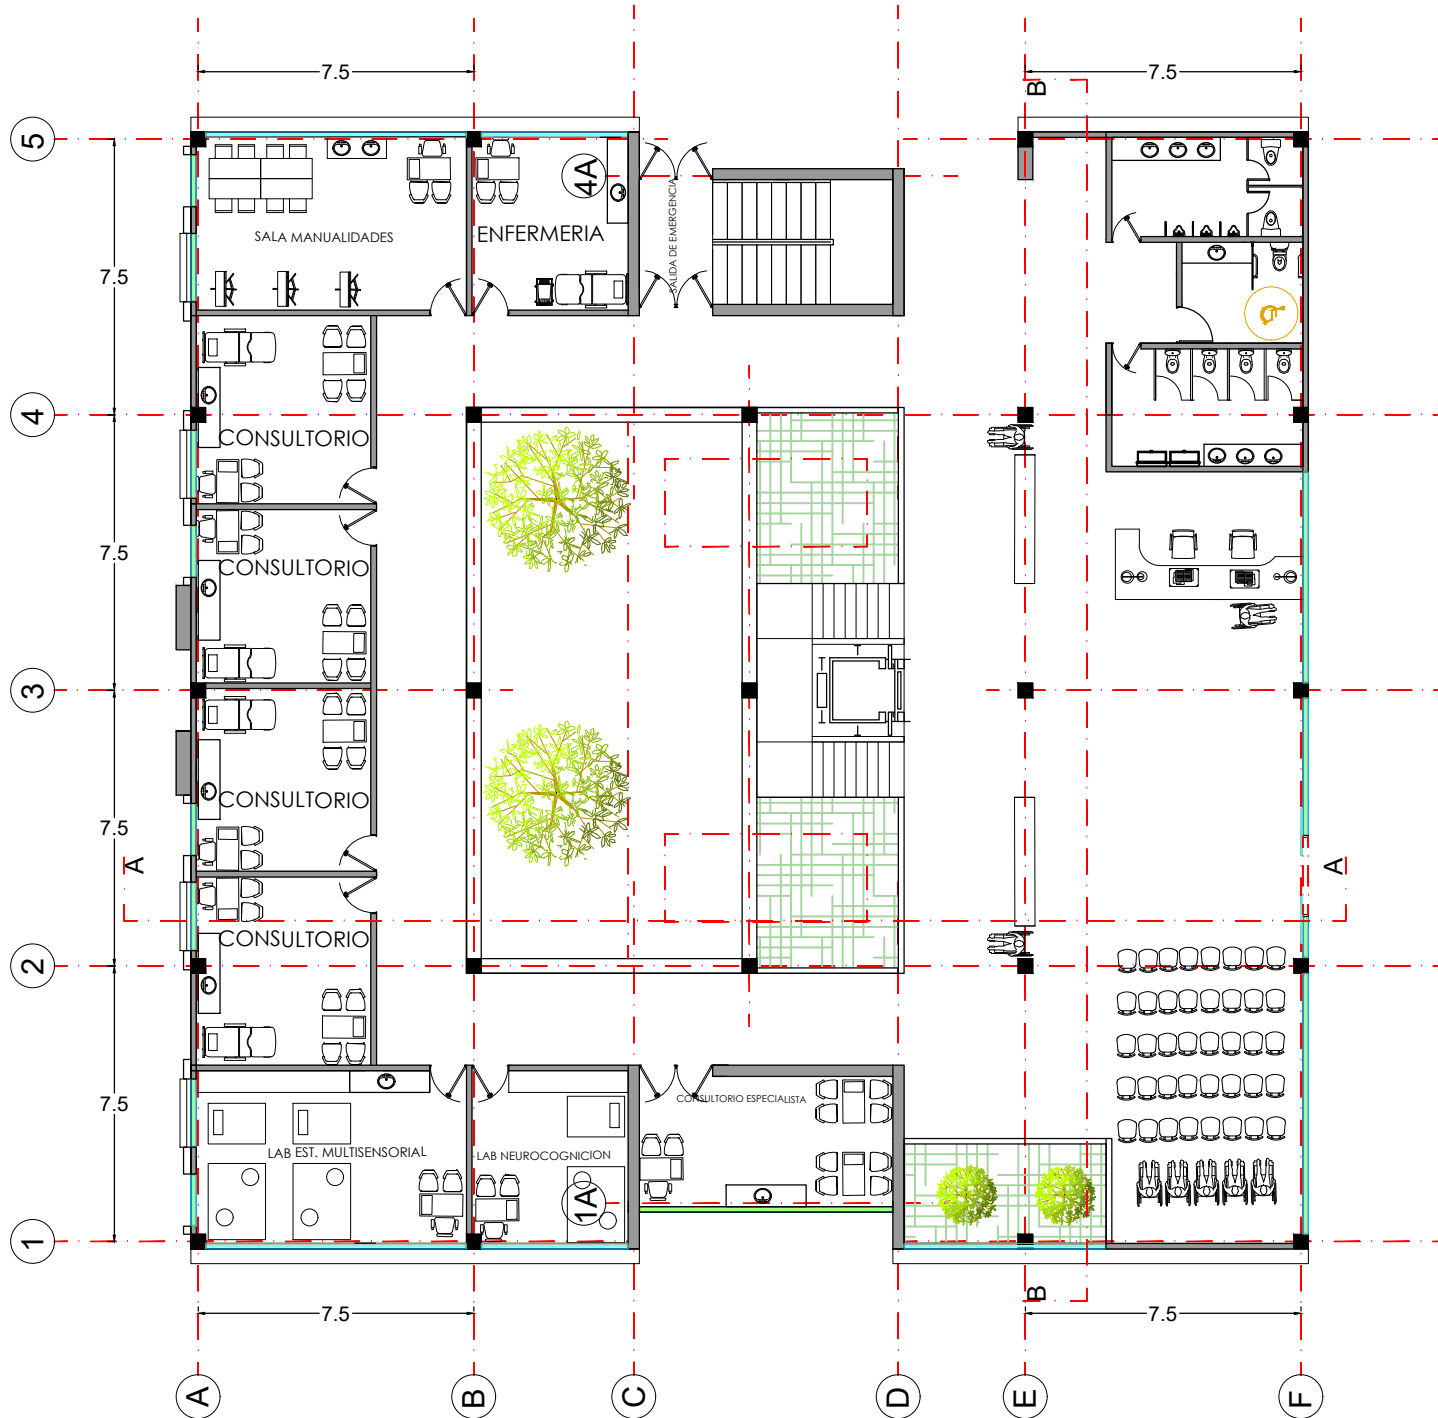 7.5
7.5
B
5
4A
SALA MANUALIDADES
ENFERMERIA
SALIDA DE EMERGENCIA
7.5
4
CONSULTORIO
7.5
CONSULTORIO
3
CONSULTORIO
7.5
A
A
CONSULTORIO
2
7.5
CONSULTORIO ESPECIALISTA
LAB EST. MULTISENSORIAL
LAB NEUROCOGNICION
1A
1
B
7.5
7.5
A
B
C
D
E
F